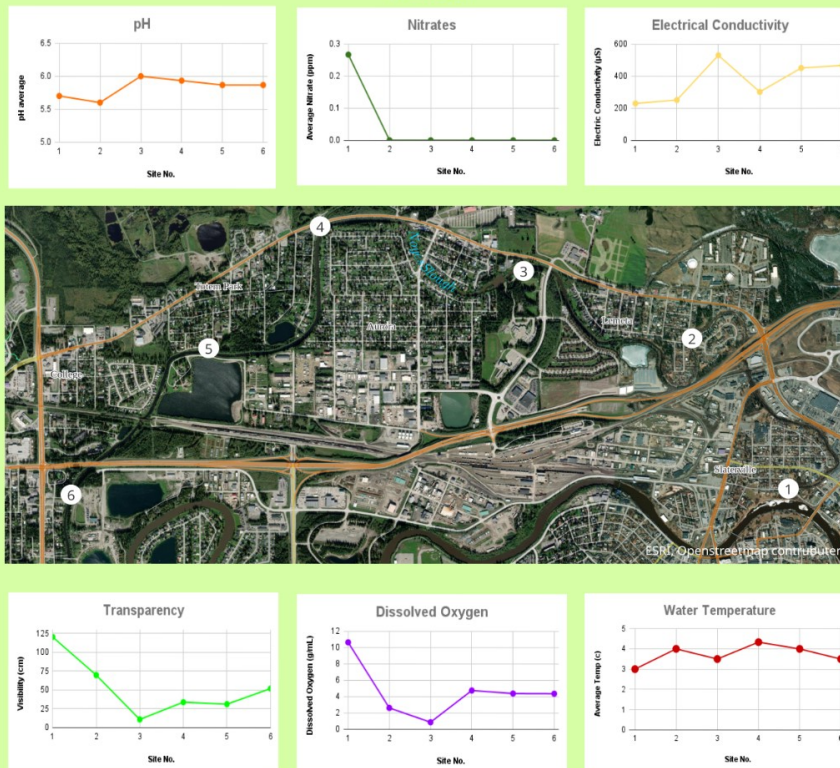 pH
6.5
6.0
5.5
5.0
pH average
1 2 3 4 5 6
Site No.
Nitrates
0.3
0.2
0.1
0.0
Average Nitrate (ppm)
1 2 3 4 5 6
Site No.
Electrical Conductivity
600
400
200
0
Electric Conductivity (µS)
1 2 3 4 5 6
Site No.
4
3
Totem Park
Aurora
Lemeta
2
5
College
Slaterville
6
1
ESRI, Openstreetmap contributer
Transparency
125
100
75
50
25
0
Visibility (cm)
1 2 3 4 5 6
Site No.
Dissolved Oxygen
12
10
8
6
4
2
0
Dissolved Oxygen (g/mL)
1 2 3 4 5 6
Site No.
Water Temperature
5
4
3
2
1
0
Average Temp (c)
1 2 3 4 5 6
Site No.